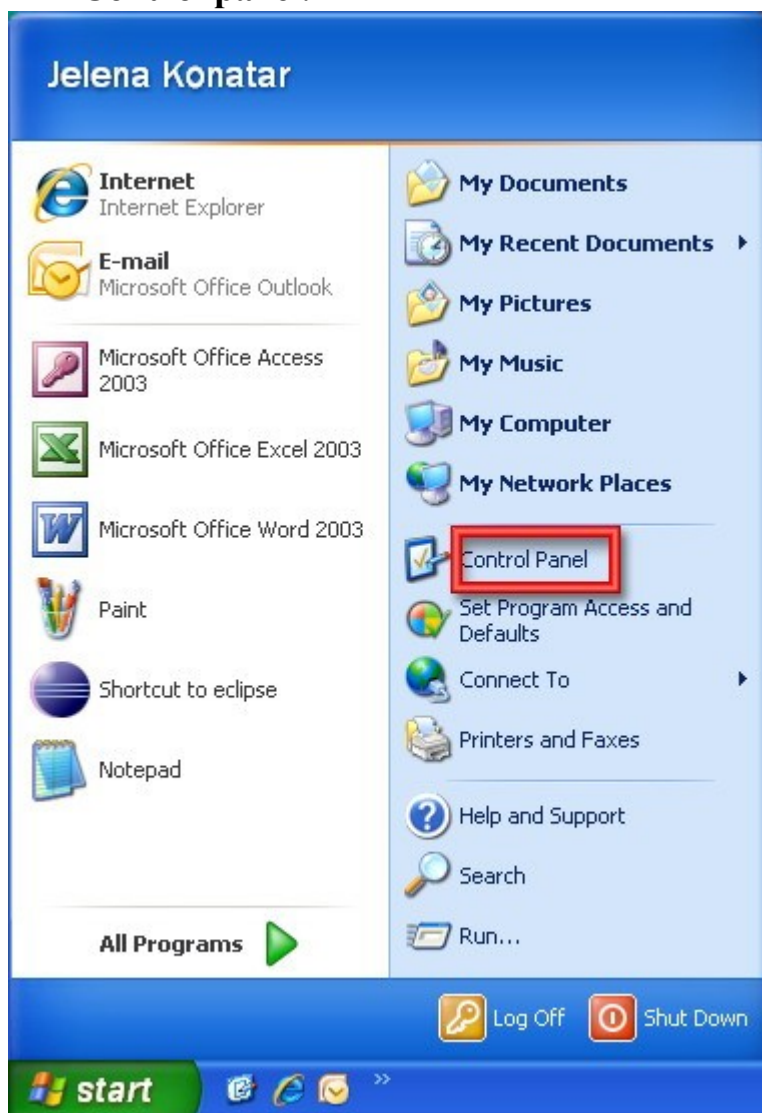 Control panel.
Jelena Konatar
Internet
Internet Explorer
E-mail
Microsoft Office Outlook
Microsoft Office Access
2003
Microsoft Office Excel 2003
Microsoft Office Word 2003
Paint
Shortcut to eclipse
Notepad
All Programs
My Documents
My Recent Documents
My Pictures
My Music
My Computer
My Network Places
Control Panel
Set Program Access and
Defaults
Connect To
Printers and Faxes
Help and Support
Search
Run...
Log Off
Shut Down
start